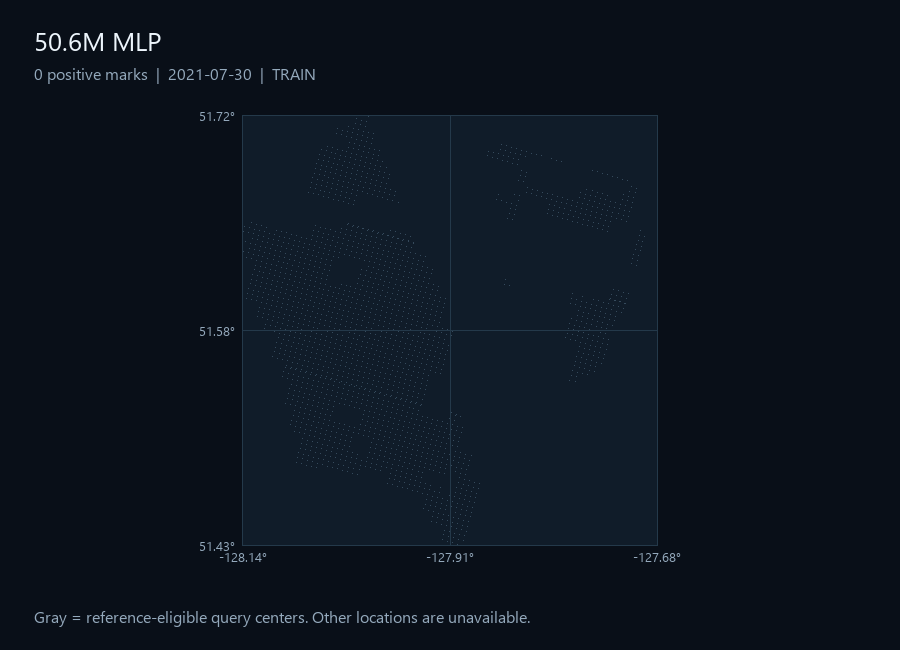 50.6M MLP
0 positive marks | 2021-07-30 | TRAIN
51.72°
51.58°
51.43°
-128.14°
-127.91°
-127.68°
Gray = reference-eligible query centers. Other locations are unavailable.